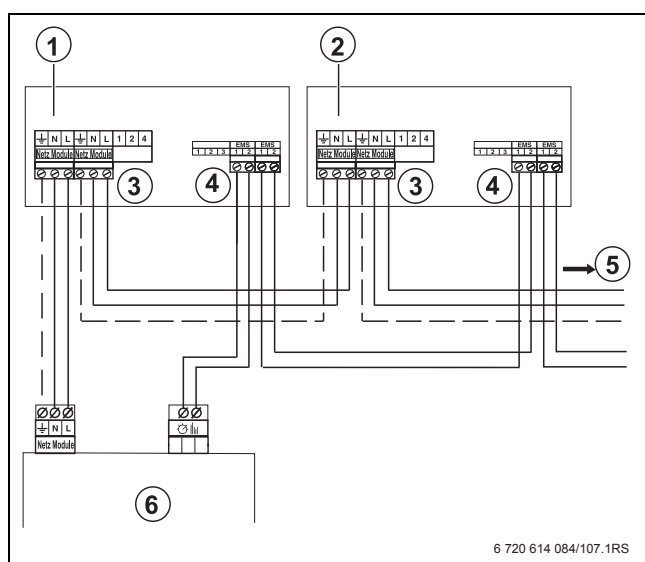 1
2
⏚ N L ⏚ N L 1 2 4
Netz Module Netz Module
EMS EMS
1 2 3 1 2 1 2
3
4
⏚ N L ⏚ N L 1 2 4
Netz Module Netz Module
EMS EMS
1 2 3 1 2 1 2
3
4
5
⏚ N L
Netz Module
6
6 720 614 084/107.1RS